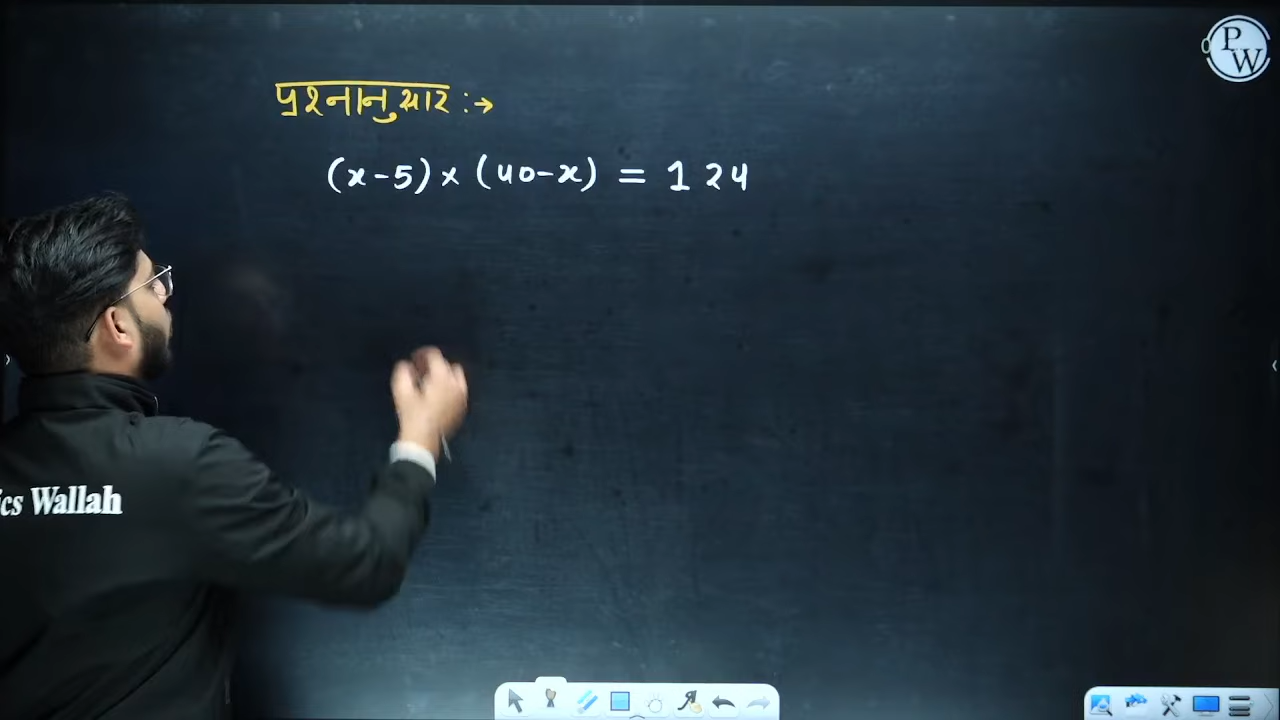 प्रश्नानुसार :→
(x-5) × (40-x) = 124
ics Wallah
P
W